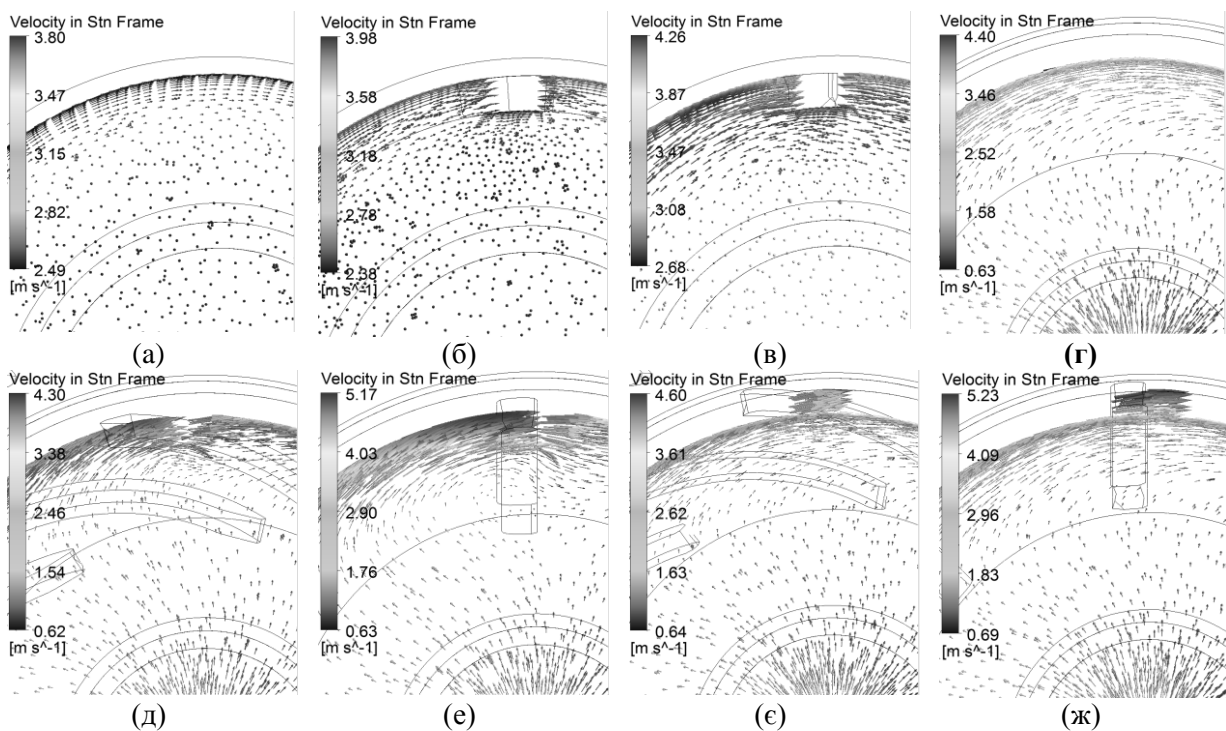 Velocity in Stn Frame
3.80
3.47
3.15
2.82
2.49
[m s^-1]
(а)
Velocity in Stn Frame
3.98
3.58
3.18
2.78
2.38
[m s^-1]
(б)
Velocity in Stn Frame
4.26
3.87
3.47
3.08
2.68
[m s^-1]
(в)
Velocity in Stn Frame
4.40
3.46
2.52
1.58
0.63
[m s^-1]
(г)
Velocity in Stn Frame
4.30
3.38
2.46
1.54
0.62
[m s^-1]
(д)
Velocity in Stn Frame
5.17
4.03
2.90
1.76
0.63
[m s^-1]
(е)
Velocity in Stn Frame
4.60
3.61
2.62
1.63
0.64
[m s^-1]
(є)
Velocity in Stn Frame
5.23
4.09
2.96
1.83
0.69
[m s^-1]
(ж)